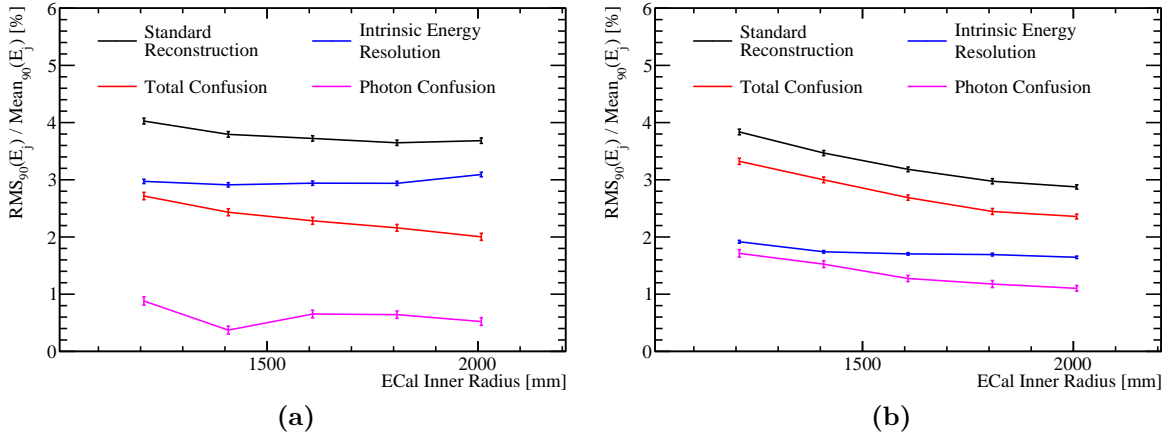 RMS90(Ej) / Mean90(Ej) [%]
6
5
4
3
2
1
0
Standard
Reconstruction
Intrinsic Energy
Resolution
Total Confusion
Photon Confusion
1500
2000
ECal Inner Radius [mm]
(a)
RMS90(Ej) / Mean90(Ej) [%]
6
5
4
3
2
1
0
Standard
Reconstruction
Intrinsic Energy
Resolution
Total Confusion
Photon Confusion
1500
2000
ECal Inner Radius [mm]
(b)